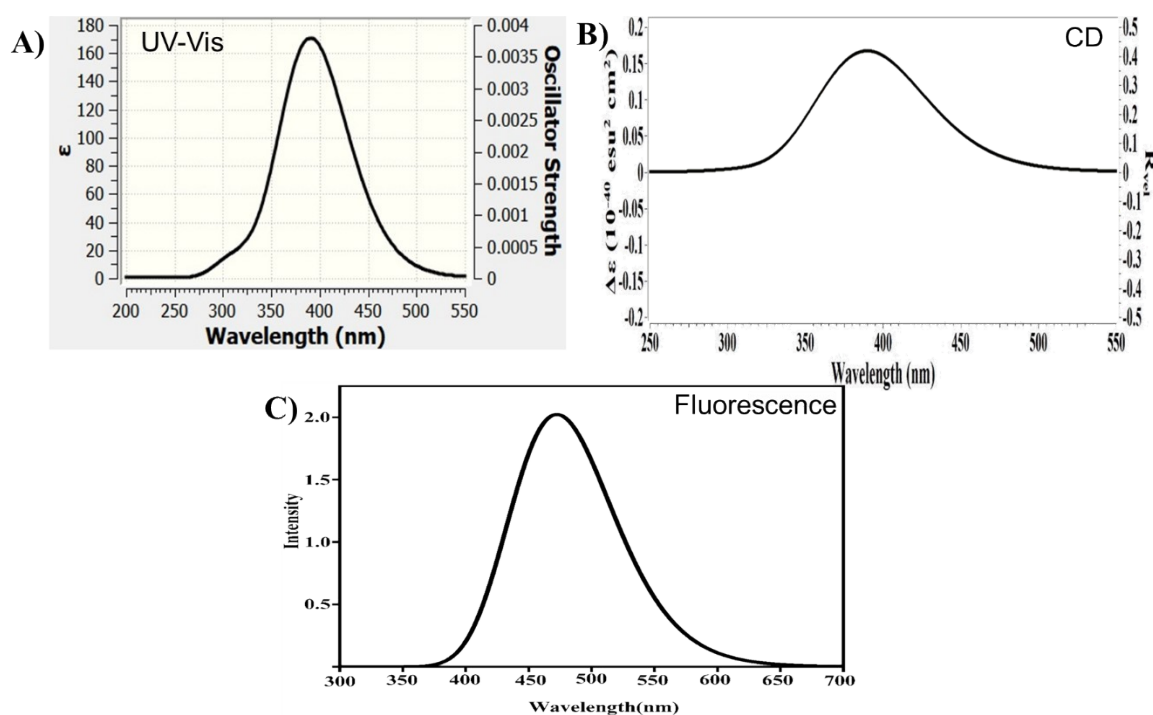 A)
UV-Vis
180
160
140
120
100
80
60
40
20
0
ε
0.004
0.0035
0.003
0.0025
0.002
0.0015
0.001
0.0005
0
Oscillator Strength
200 250 300 350 400 450 500 550
Wavelength (nm)
B)
CD
0.2
0.15
0.1
0.05
0
-0.05
-0.1
-0.15
-0.2
Δε (10⁻⁴⁰ esu² cm²)
0.5
0.4
0.3
0.2
0.1
0
-0.1
-0.2
-0.3
-0.4
-0.5
250 300 350 400 450 500 550
Wavelength (nm)
C)
Fluorescence
2.0
1.5
1.0
0.5
Intensity
300 350 400 450 500 550 600 650 700
Wavelength(nm)